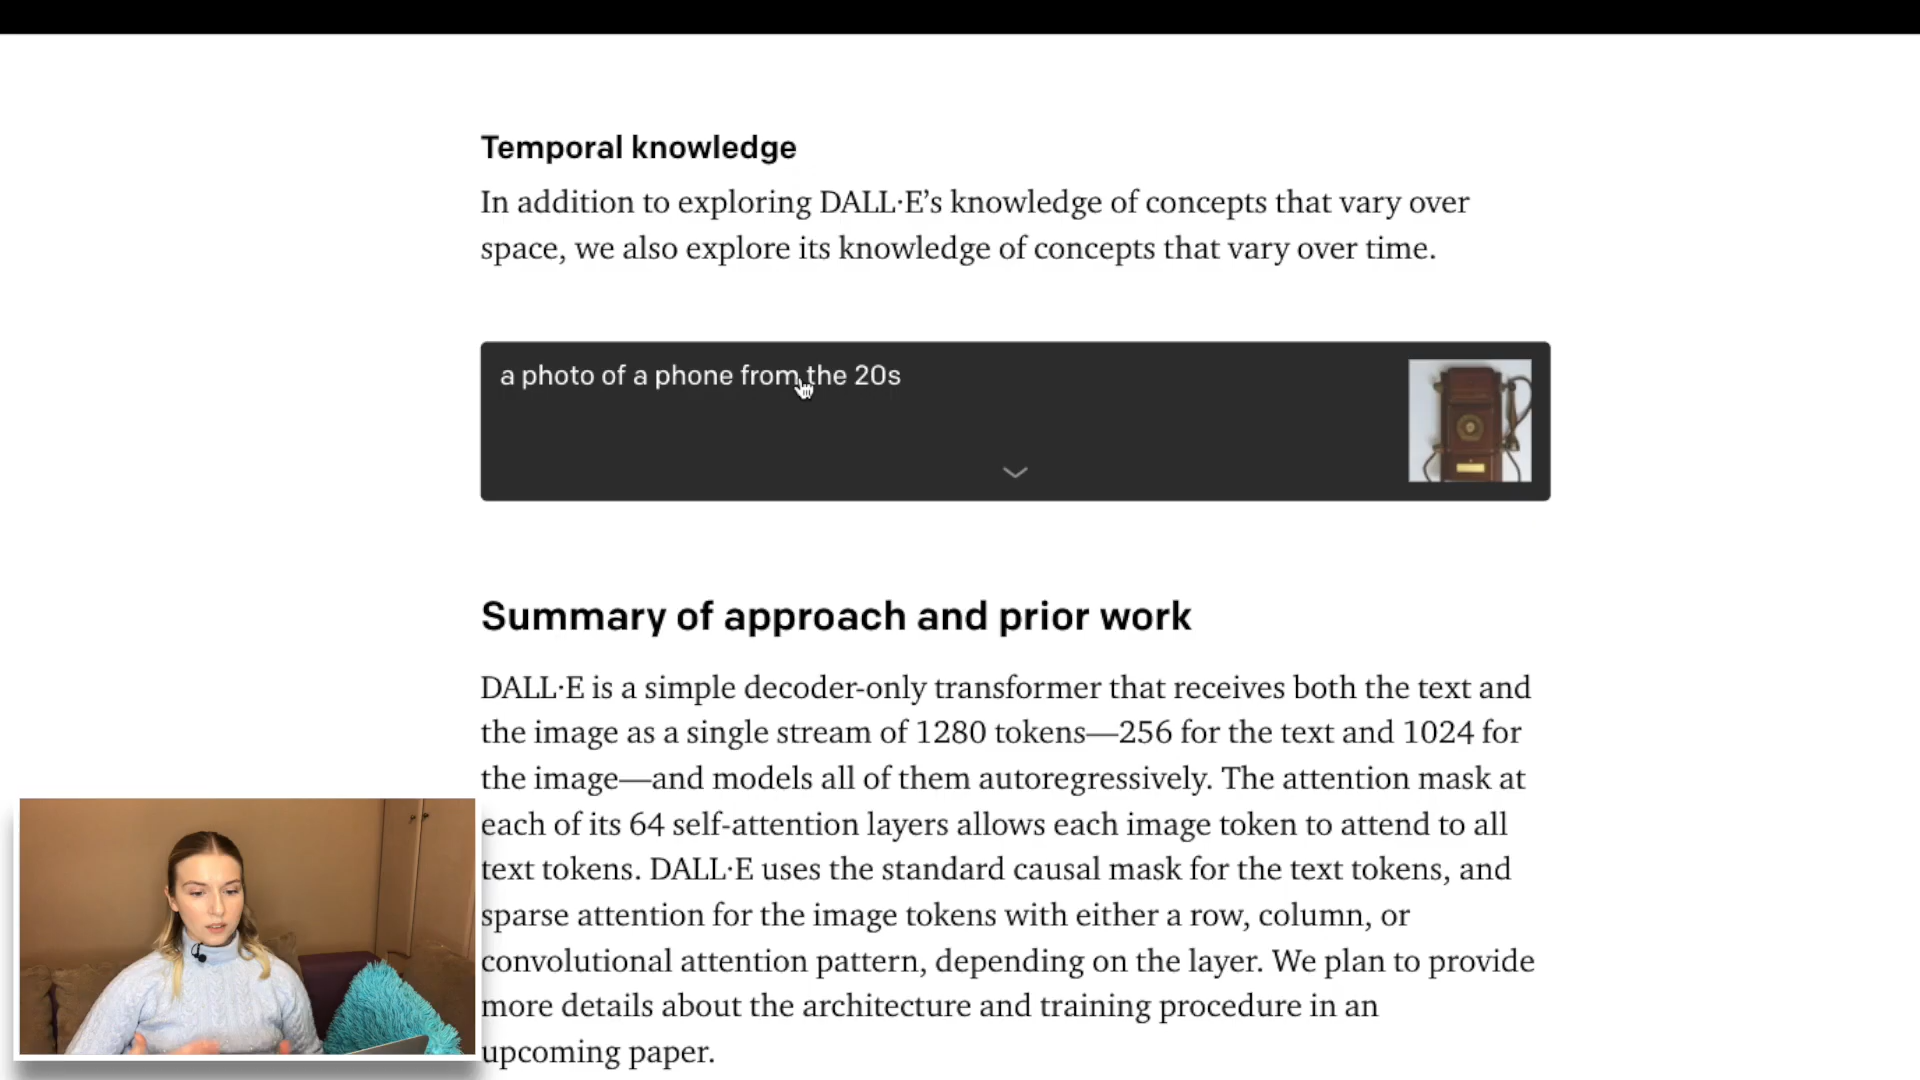 Temporal knowledge
In addition to exploring DALL·E’s knowledge of concepts that vary over
space, we also explore its knowledge of concepts that vary over time.
a photo of a phone from the 20s
Summary of approach and prior work
DALL·E is a simple decoder-only transformer that receives both the text and
the image as a single stream of 1280 tokens—256 for the text and 1024 for
the image—and models all of them autoregressively. The attention mask at
each of its 64 self-attention layers allows each image token to attend to all
text tokens. DALL·E uses the standard causal mask for the text tokens, and
sparse attention for the image tokens with either a row, column, or
convolutional attention pattern, depending on the layer. We plan to provide
more details about the architecture and training procedure in an
upcoming paper.